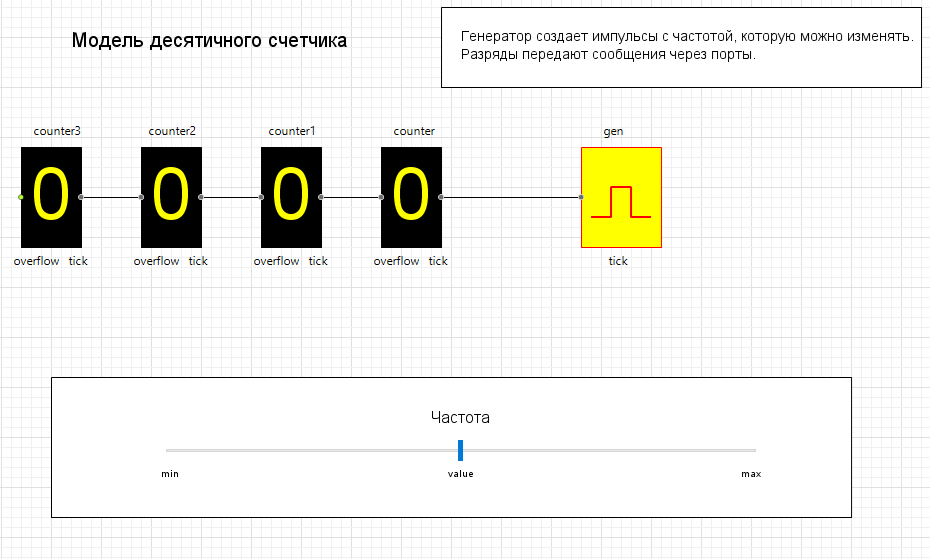 Модель десятичного счетчика
Генератор создает импульсы с частотой, которую можно изменять.
Разряды передают сообщения через порты.
counter3 counter2 counter1 counter gen
0 0 0 0
overflow tick overflow tick overflow tick overflow tick tick
Частота
min value max